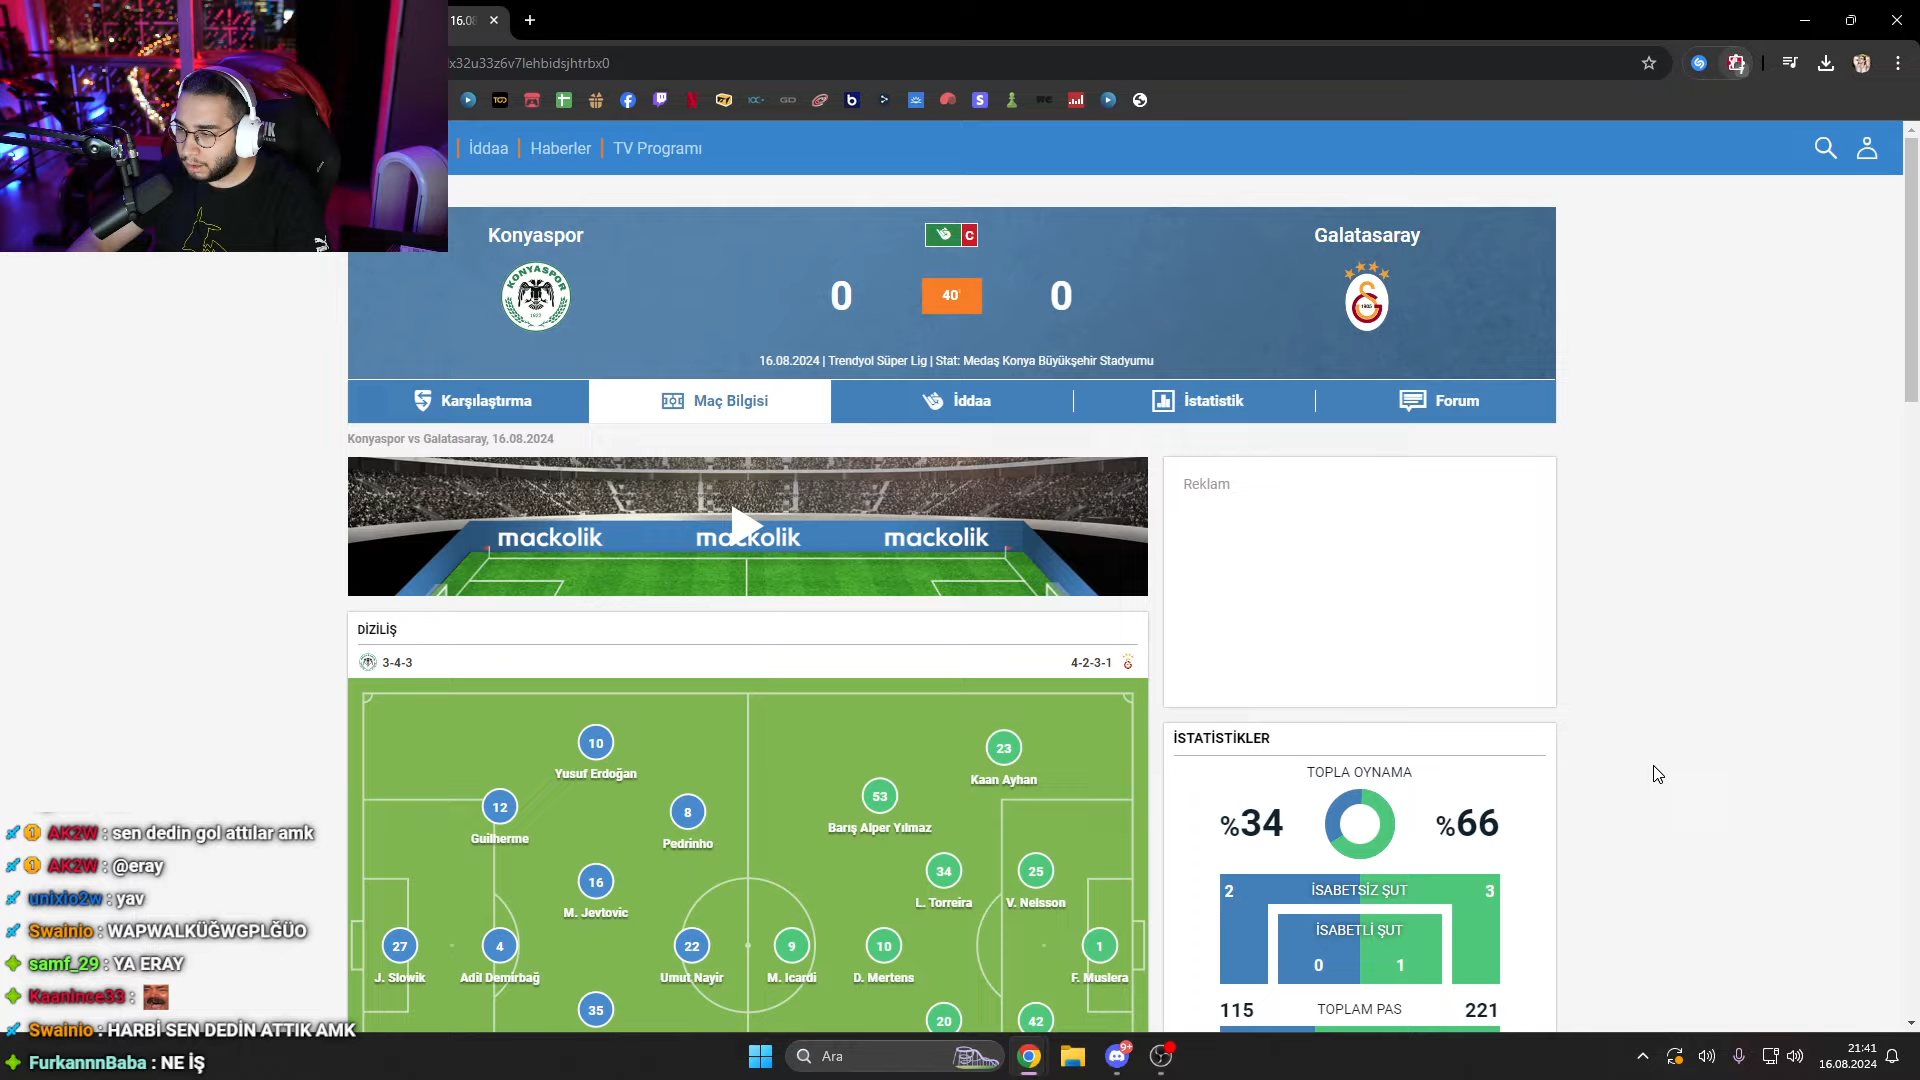 16.08
lx32u33z6v7lehbidsjhtrbx0
İddaa
Haberler
TV Programı
Konyaspor
C
Galatasaray
KONYASPOR
1922
0
40'
0
1905
16.08.2024 | Trendyol Süper Lig | Stat: Medaş Konya Büyükşehir Stadyumu
Karşılaştırma
Maç Bilgisi
İddaa
İstatistik
Forum
Konyaspor vs Galatasaray, 16.08.2024
mackolik
mackolik
mackolik
Reklam
DİZİLİŞ
3-4-3
4-2-3-1
10
Yusuf Erdoğan
23
Kaan Ayhan
12
Guilherme
8
Pedrinho
53
Barış Alper Yılmaz
16
M. Jevtovic
34
L. Torreira
25
V. Nelsson
27
J. Slowik
4
Adil Demirbağ
22
Umut Nayir
9
M. Icardi
10
D. Mertens
1
F. Muslera
35
20
42
İSTATİSTİKLER
TOPLA OYNAMA
%34
%66
2
İSABETSİZ ŞUT
3
İSABETLİ ŞUT
0
1
115
TOPLAM PAS
221
AK2W : sen dedin gol attılar amk
AK2W : @eray
unixio2w : yav
Swainio : WAPWALKÜĞWGPLĞÜO
samf_29 : YA ERAY
Kaanince33 :
Swainio : HARBİ SEN DEDİN ATTIK AMK
FurkannnBaba : NE İŞ
Ara
9+
21:41
16.08.2024